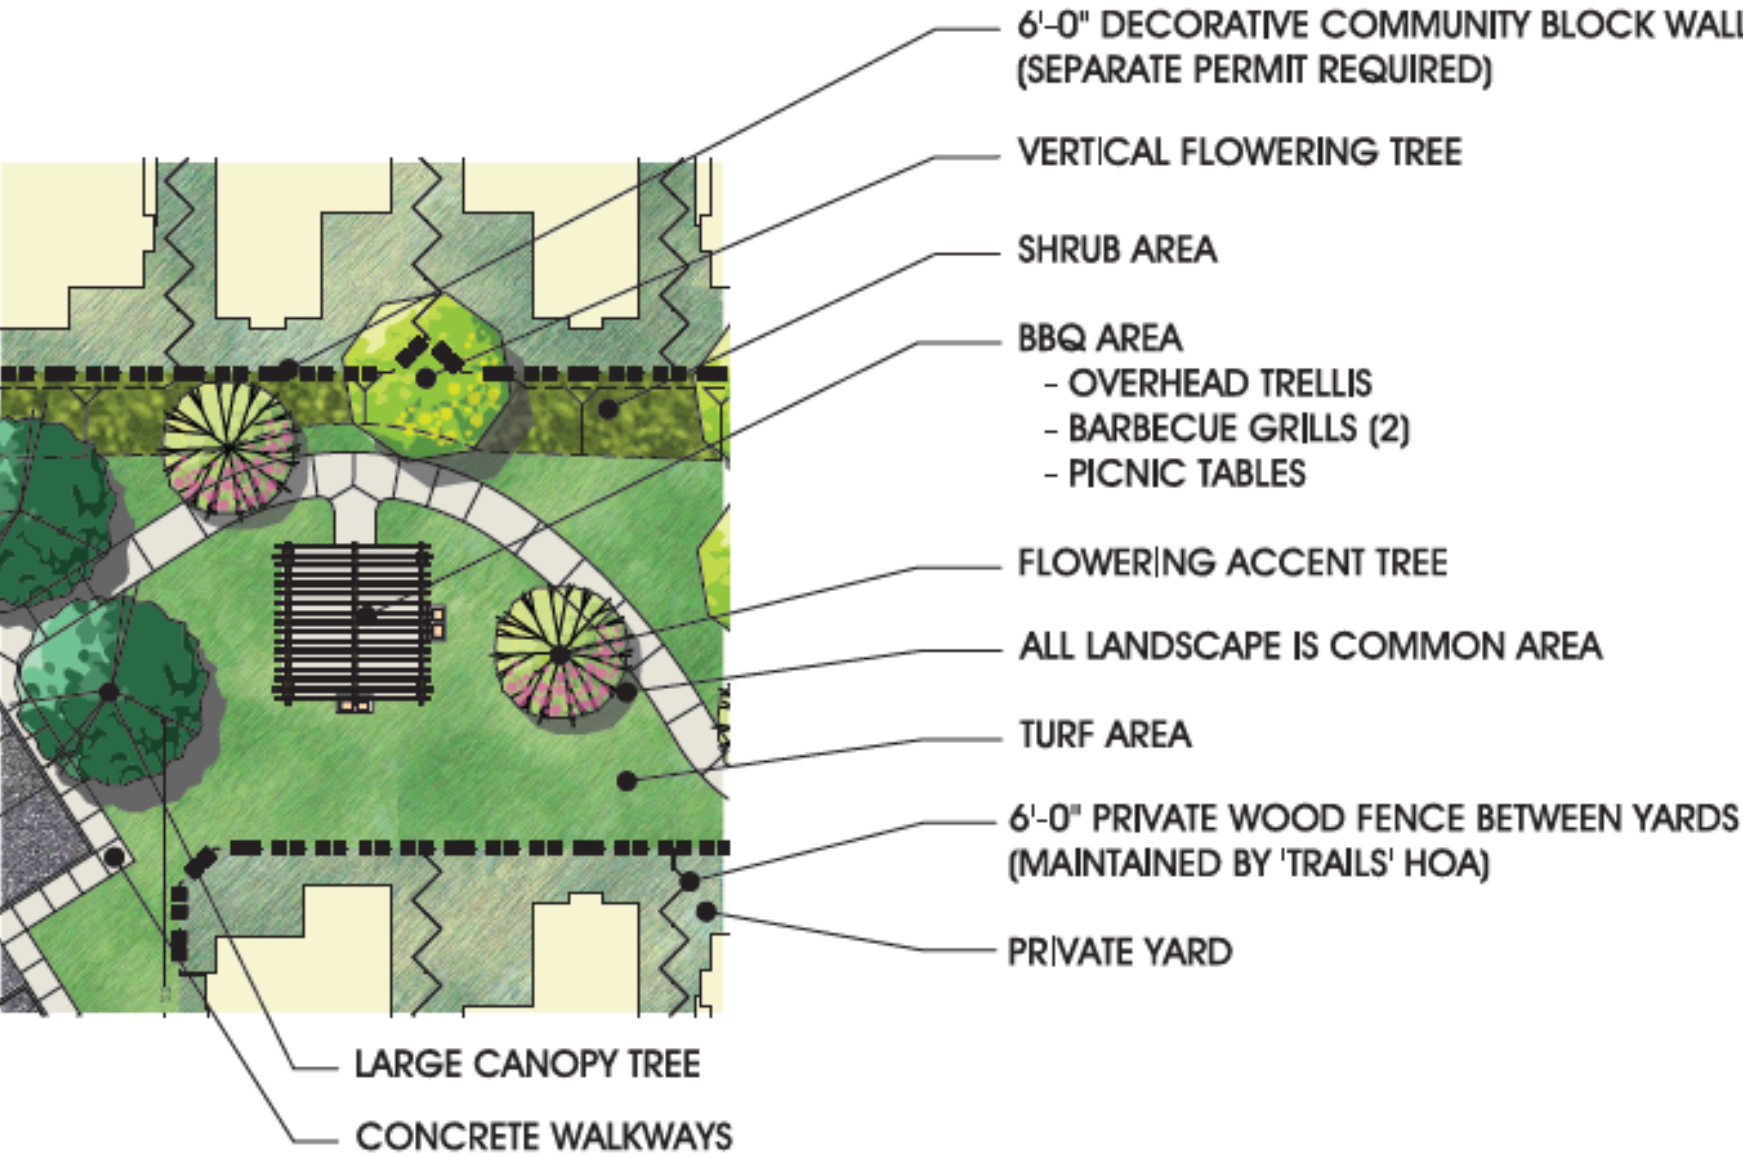 6'-0" DECORATIVE COMMUNITY BLOCK WALL
(SEPARATE PERMIT REQUIRED)
VERTICAL FLOWERING TREE
SHRUB AREA
BBQ AREA
- OVERHEAD TRELLIS
- BARBECUE GRILLS (2)
- PICNIC TABLES
FLOWERING ACCENT TREE
ALL LANDSCAPE IS COMMON AREA
TURF AREA
6'-0" PRIVATE WOOD FENCE BETWEEN YARDS
(MAINTAINED BY 'TRAILS' HOA)
PRIVATE YARD
LARGE CANOPY TREE
CONCRETE WALKWAYS